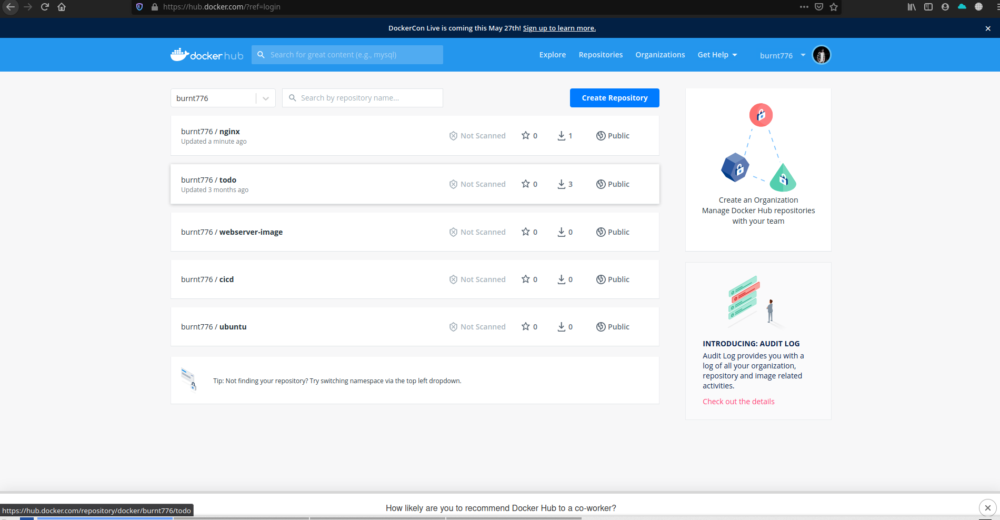 https://hub.docker.com/?ref=login
DockerCon Live is coming this May 27th! Sign up to learn more.
docker hub
Search for great content (e.g., mysql)
Explore
Repositories
Organizations
Get Help
burnt776
burnt776
Search by repository name...
Create Repository
burnt776 / nginx
Updated a minute ago
Not Scanned
0
1
Public
burnt776 / todo
Updated 3 months ago
Not Scanned
0
3
Public
burnt776 / webserver-image
Not Scanned
0
0
Public
burnt776 / cicd
Not Scanned
0
0
Public
burnt776 / ubuntu
Not Scanned
0
0
Public
Tip: Not finding your repository? Try switching namespace via the top left dropdown.
Create an Organization
Manage Docker Hub repositories
with your team
INTRODUCING: AUDIT LOG
Audit Log provides you with a
log of all your organization,
repository and image related
activities.
Check out the details
How likely are you to recommend Docker Hub to a co-worker?
https://hub.docker.com/repository/docker/burnt776/todo